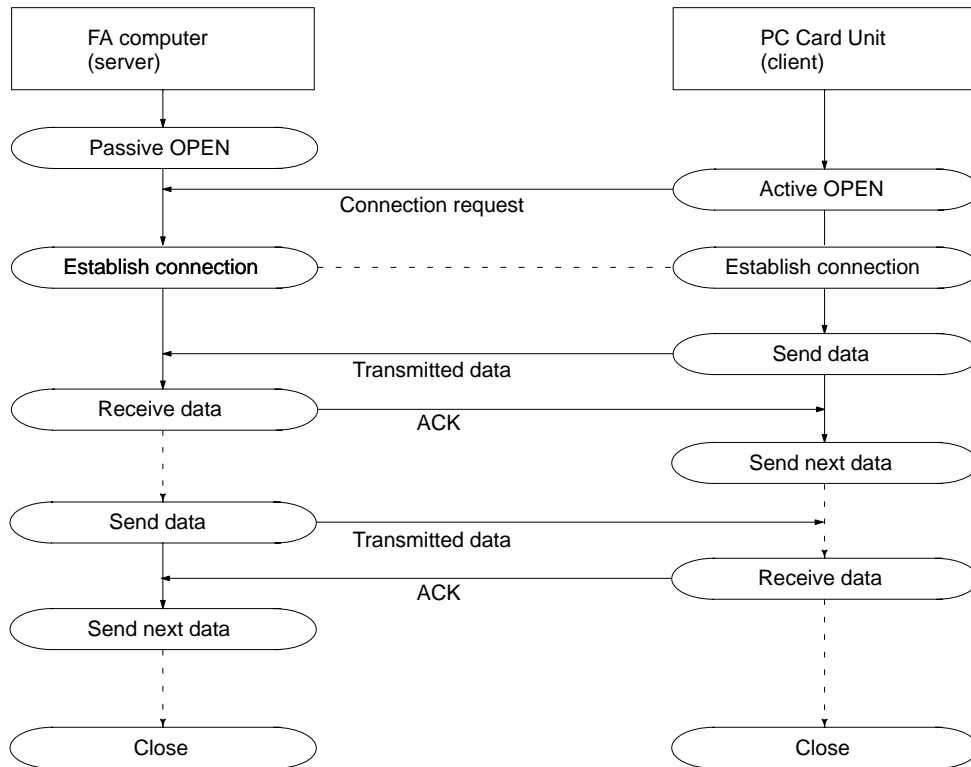 FA computer
(server)
PC Card Unit
(client)
Passive OPEN
Active OPEN
Connection request
Establish connection
Establish connection
Send data
Transmitted data
Receive data
ACK
Send next data
Send data
Transmitted data
Receive data
ACK
Send next data
Close
Close